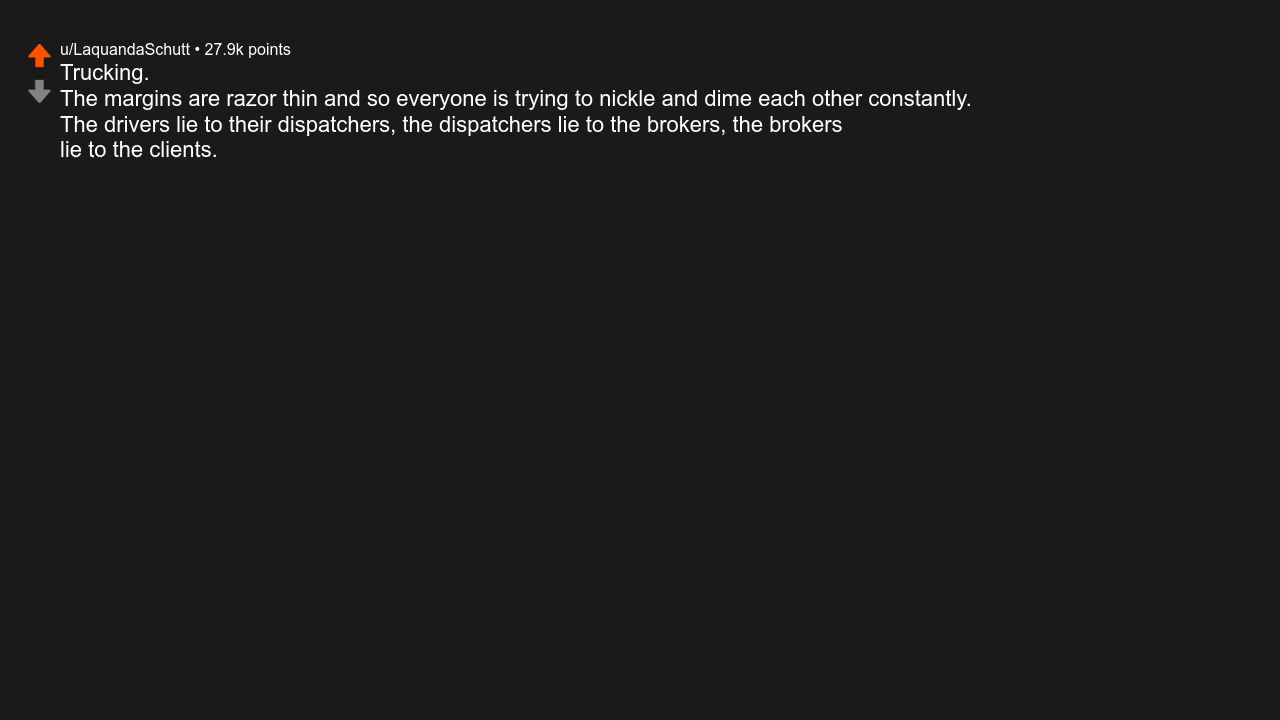 u/LaquandaSchutt • 27.9k points
Trucking.
The margins are razor thin and so everyone is trying to nickle and dime each other constantly.
The drivers lie to their dispatchers, the dispatchers lie to the brokers, the brokers
lie to the clients.